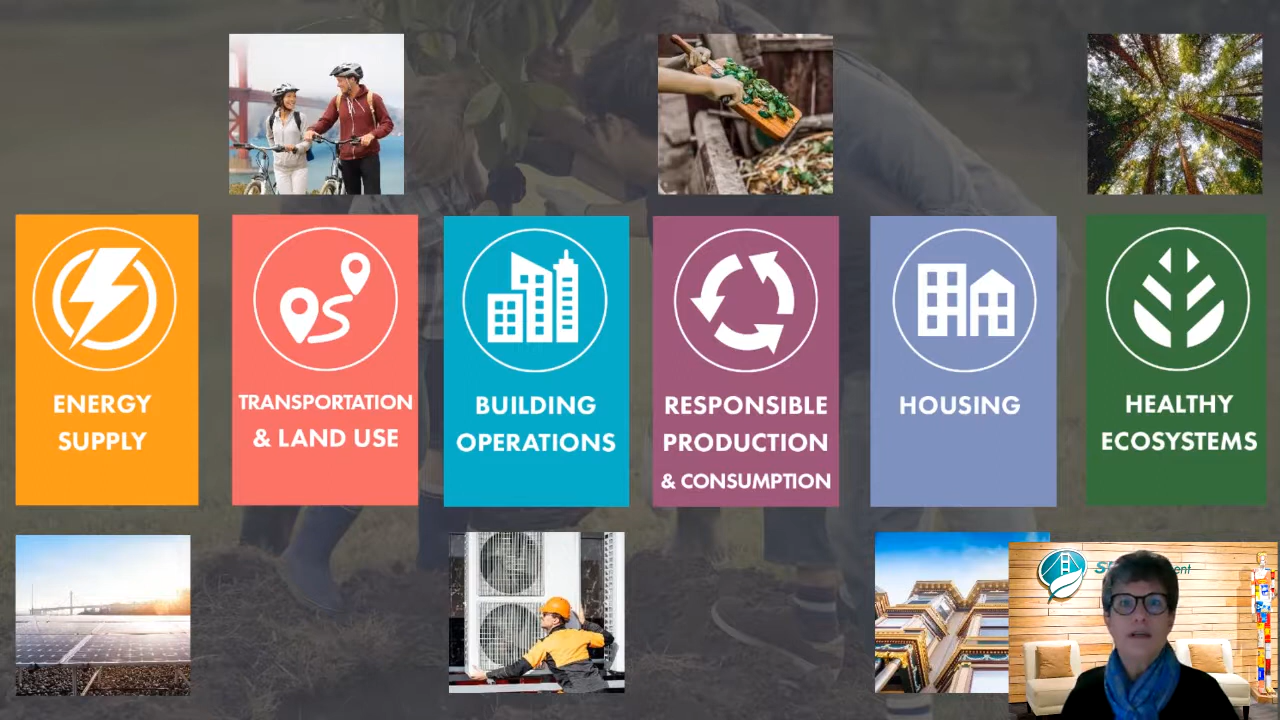 ENERGY
SUPPLY
TRANSPORTATION
& LAND USE
BUILDING
OPERATIONS
RESPONSIBLE
PRODUCTION
& CONSUMPTION
HOUSING
HEALTHY
ECOSYSTEMS